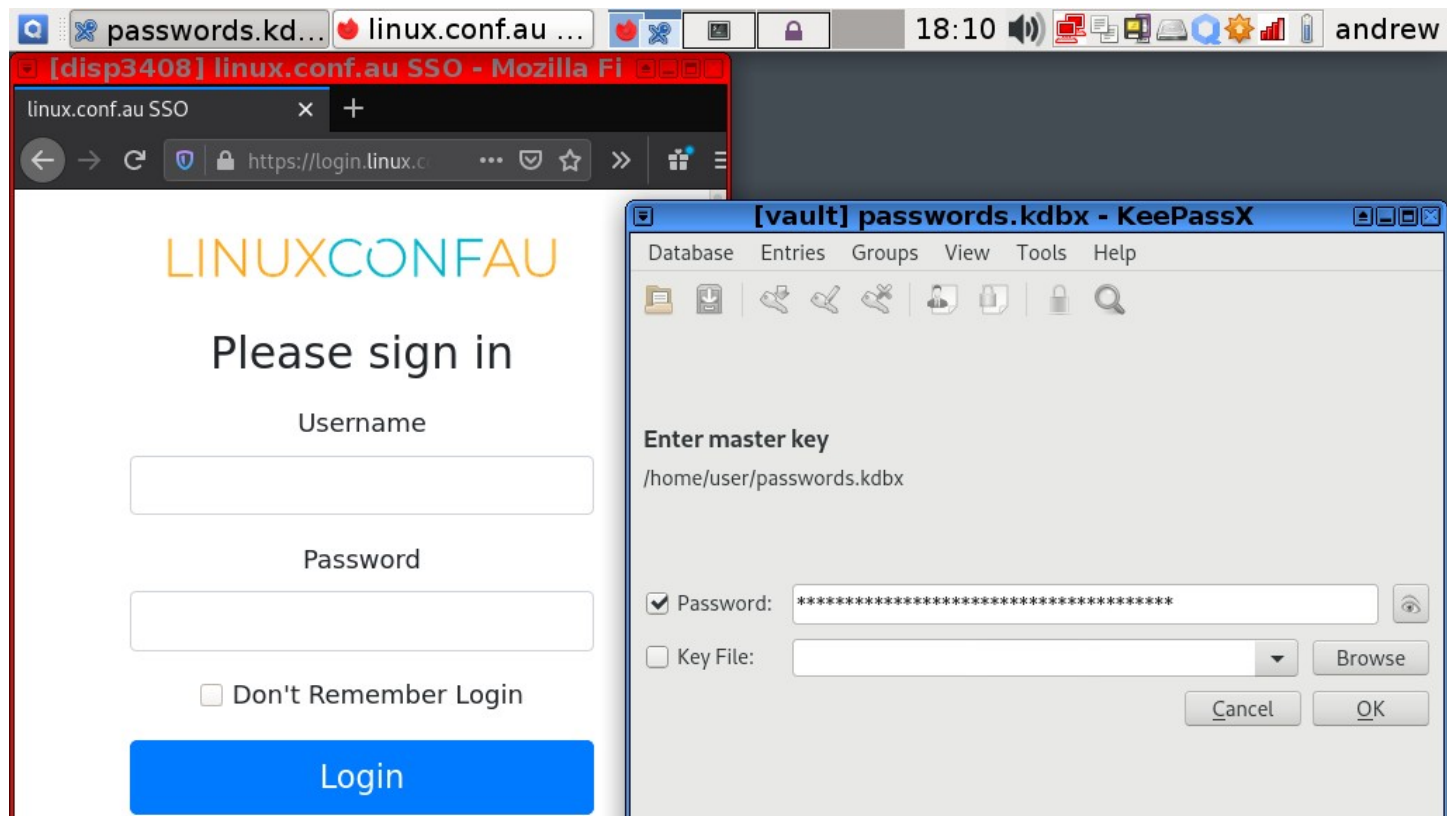 passwords.kd... linux.conf.au ... 18:10 andrew
[disp3408] linux.conf.au SSO - Mozilla Fi
linux.conf.au SSO
https://login.linux.c
LINUXCONFAU
Please sign in
Username
Password
Don't Remember Login
Login
[vault] passwords.kdbx - KeePassX
Database Entries Groups View Tools Help
Enter master key
/home/user/passwords.kdbx
Password: ***************************************
Key File: Browse
Cancel OK